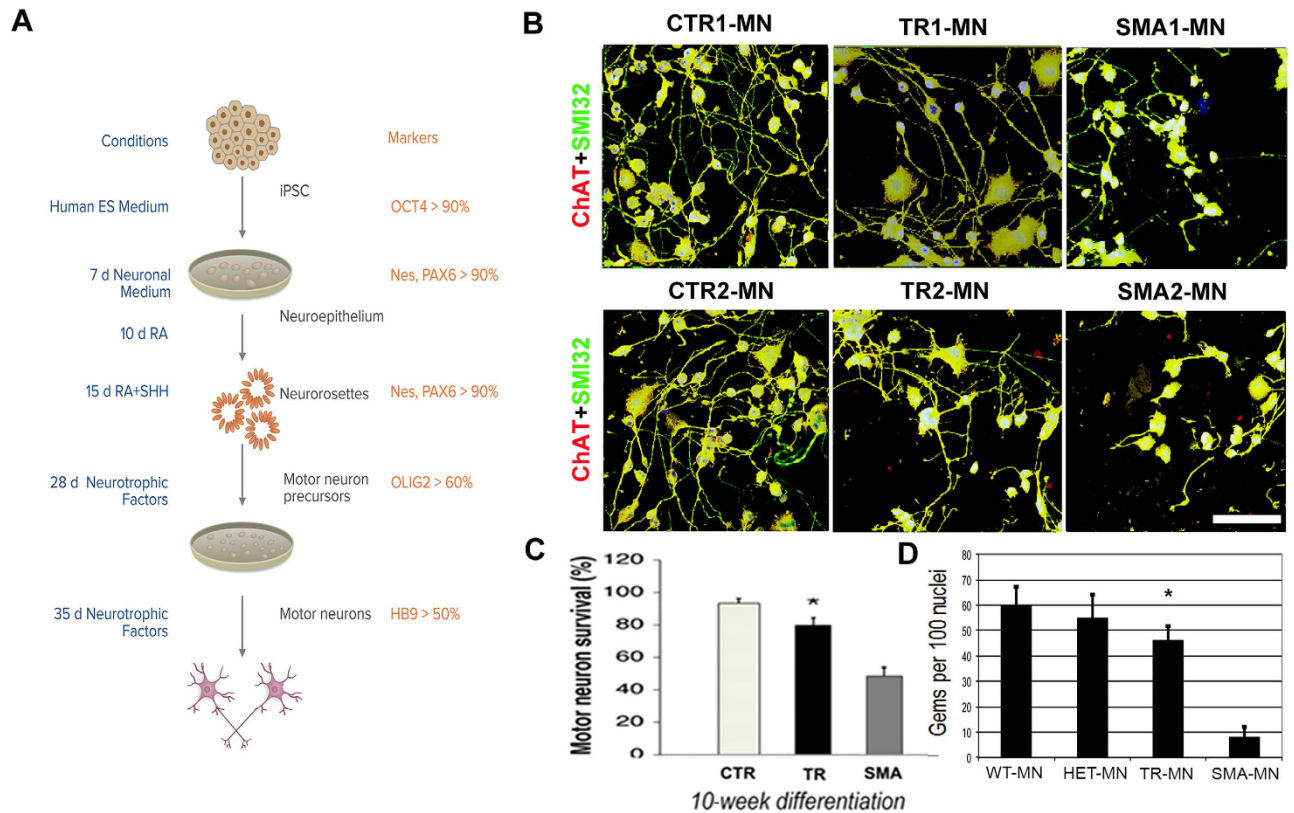 A
Conditions
Markers
iPSC
Human ES Medium
OCT4 > 90%
7 d Neuronal
Medium
Nes, PAX6 > 90%
Neuroepithelium
10 d RA
15 d RA+SHH
Neurorosettes
Nes, PAX6 > 90%
28 d Neurotrophic
Factors
Motor neuron
precursors
OLIG2 > 60%
35 d Neurotrophic
Factors
Motor neurons
HB9 > 50%
B
CTR1-MN
TR1-MN
SMA1-MN
ChAT+SMI32
CTR2-MN
TR2-MN
SMA2-MN
ChAT+SMI32
C
Motor neuron survival (%)
120
100
80
60
40
20
0
*
CTR
TR
SMA
10-week differentiation
D
Gems per 100 nuclei
80
70
60
50
40
30
20
10
0
*
WT-MN
HET-MN
TR-MN
SMA-MN